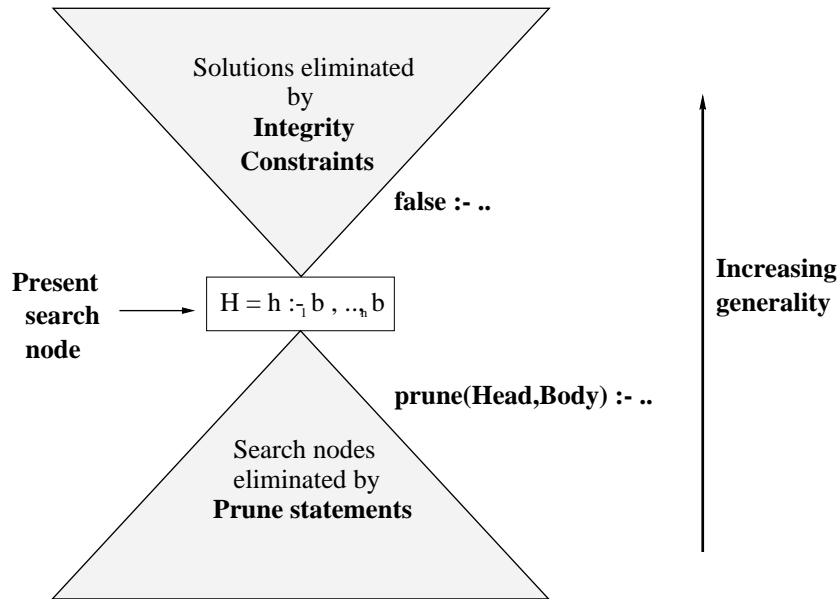 Solutions eliminated
by
Integrity
Constraints
false :- ..
Present
search
node
H = h :- b , .., b
1 n
Increasing
generality
prune(Head,Body) :- ..
Search nodes
eliminated by
Prune statements